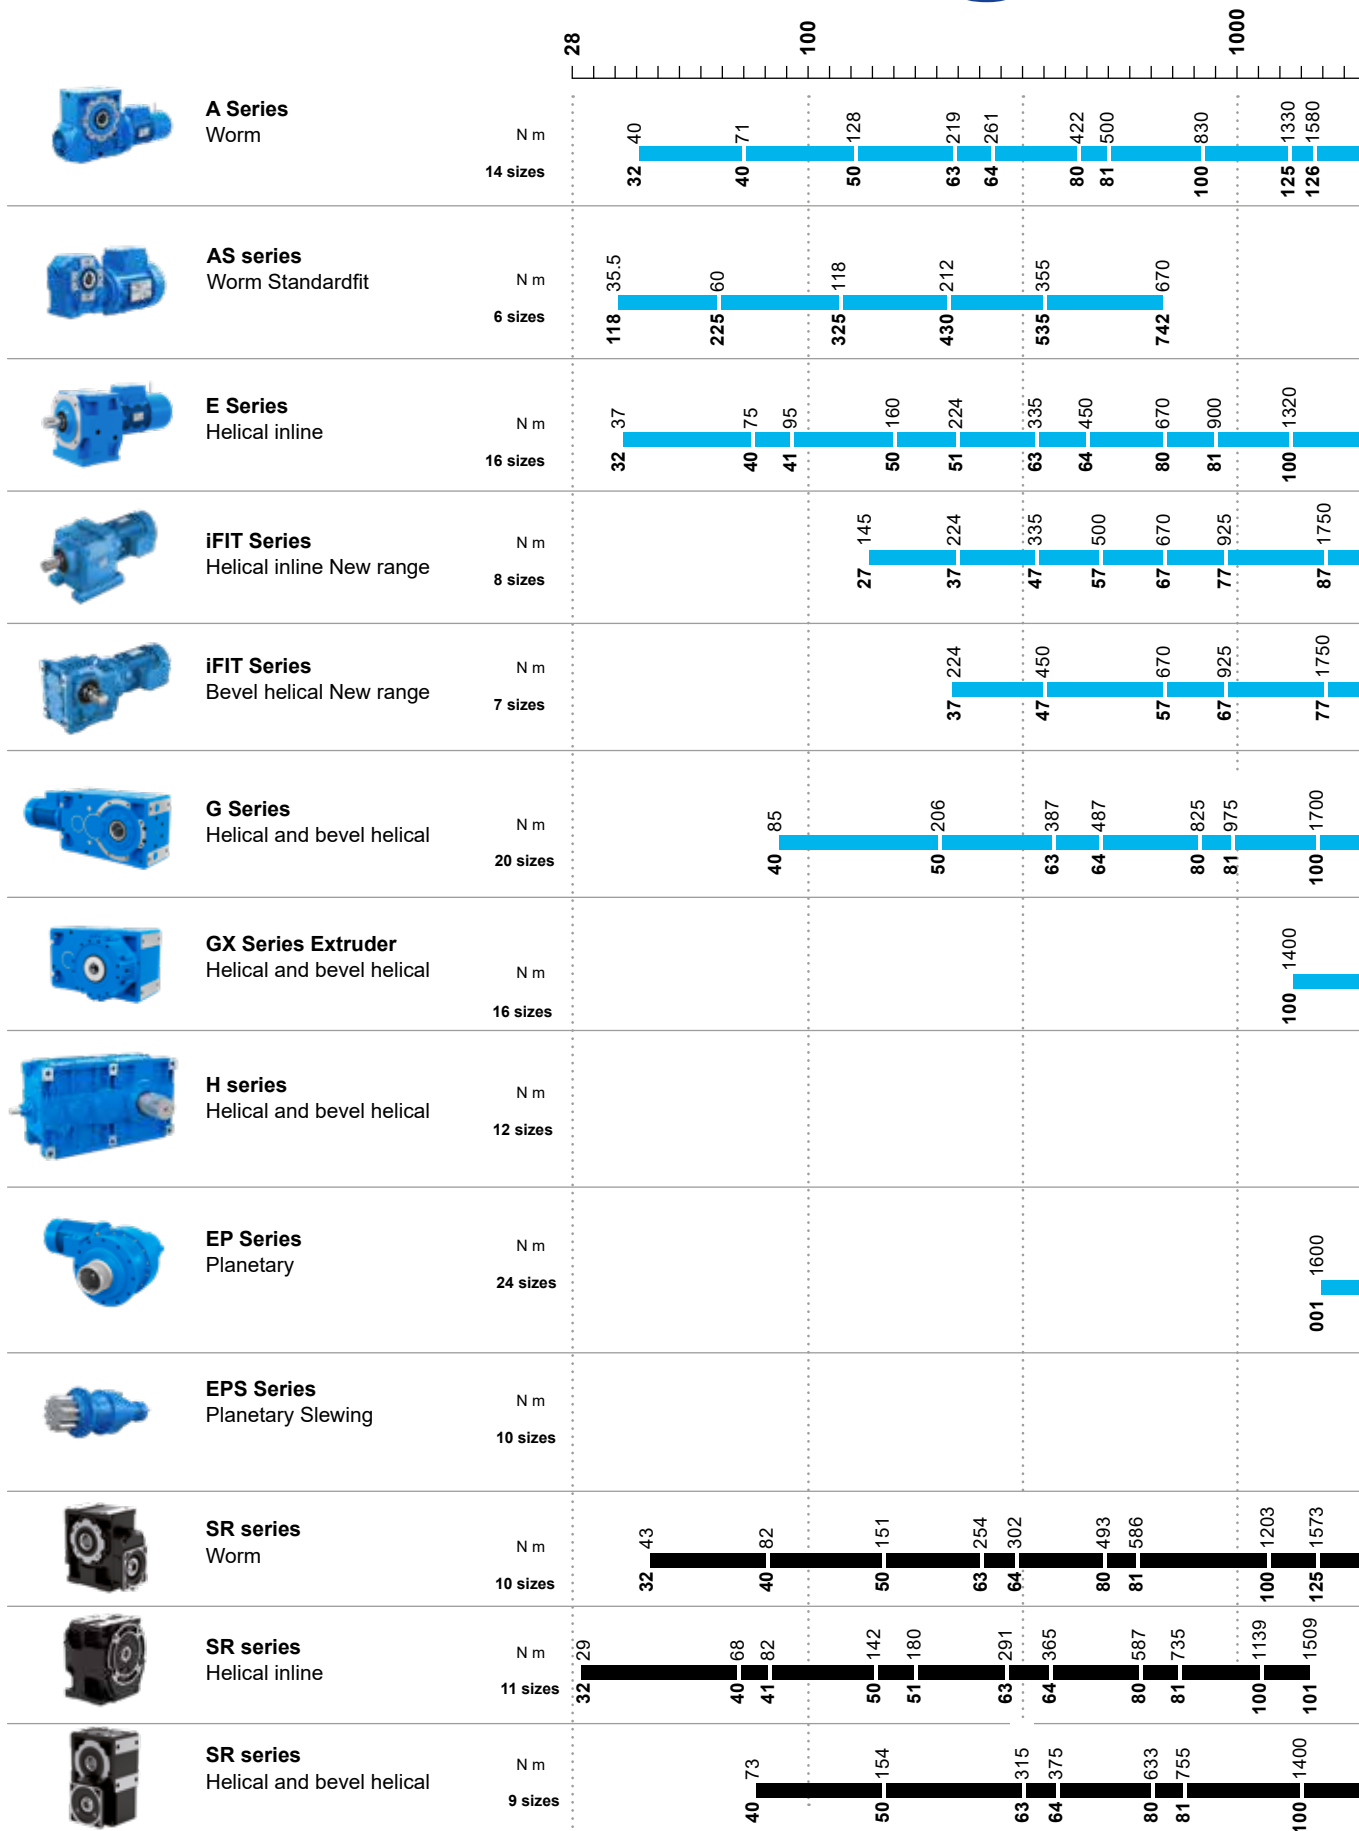 28 100 1000
A Series
Worm
N m
14 sizes
40 71 128 219 261 422 500 830 1330 1580
32 40 50 63 64 80 81 100 125 126
AS series
Worm Standardfit
N m
6 sizes
35.5 60 118 212 355 670
118 225 325 430 535 742
E Series
Helical inline
N m
16 sizes
37 75 95 160 224 335 450 670 900 1320
32 40 41 50 51 63 64 80 81 100
iFIT Series
Helical inline New range
N m
8 sizes
145 224 335 500 670 925 1750
27 37 47 57 67 77 87
iFIT Series
Bevel helical New range
N m
7 sizes
224 450 670 925 1750
37 47 57 67 77
G Series
Helical and bevel helical
N m
20 sizes
85 206 387 487 825 975 1700
40 50 63 64 80 81 100
GX Series Extruder
Helical and bevel helical
N m
16 sizes
1400
100
H series
Helical and bevel helical
N m
12 sizes
EP Series
Planetary
N m
24 sizes
1600
001
EPS Series
Planetary Slewing
N m
10 sizes
SR series
Worm
N m
10 sizes
43 82 151 254 302 493 586 1203 1573
32 40 50 63 64 80 81 100 125
SR series
Helical inline
N m
11 sizes
29 68 82 142 180 291 365 587 735 1139 1509
32 40 41 50 51 63 64 80 81 100 101
SR series
Helical and bevel helical
N m
9 sizes
73 154 315 375 633 755 1400
40 50 63 64 80 81 100